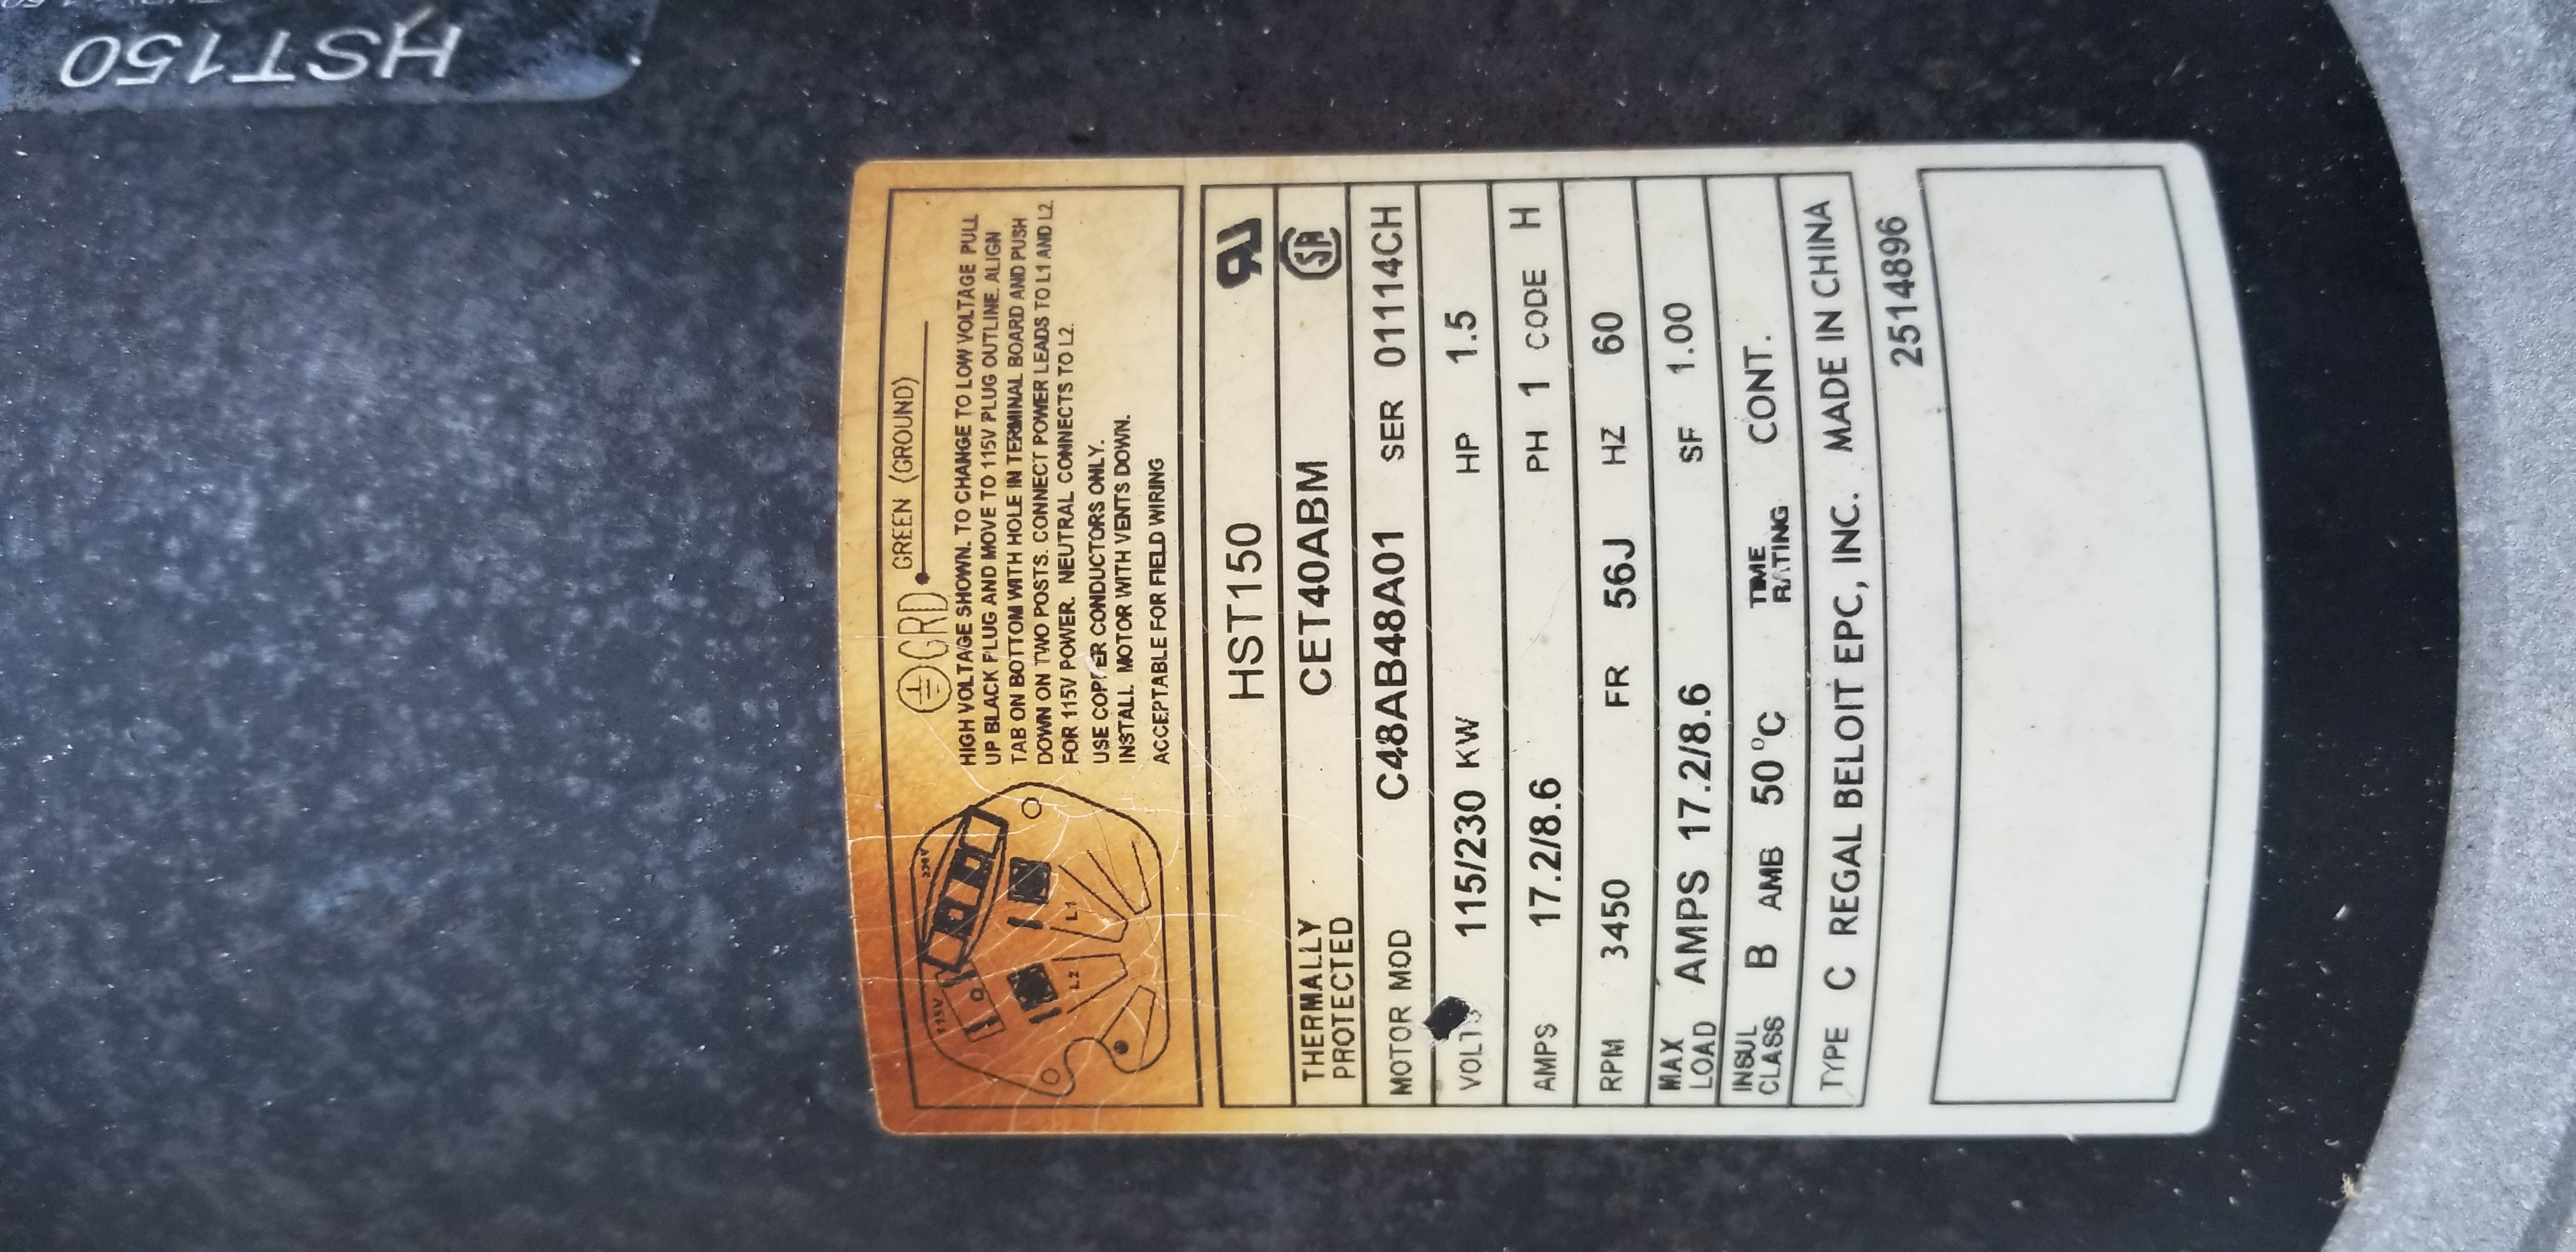 HST150
GRD GREEN (GROUND)
HIGH VOLTAGE SHOWN. TO CHANGE TO LOW VOLTAGE PULL
UP BLACK PLUG AND MOVE TO 115V PLUG OUTLINE. ALIGN
TAB ON BOTTOM WITH HOLE IN TERMINAL BOARD AND PUSH
DOWN ON TWO POSTS. CONNECT POWER LEADS TO L1 AND L2.
FOR 115V POWER. NEUTRAL CONNECTS TO L2.
USE COPPER CONDUCTORS ONLY.
INSTALL MOTOR WITH VENTS DOWN.
ACCEPTABLE FOR FIELD WIRING
115V
L2 L1
HST150
THERMALLY PROTECTED CET40ABM SA
MOTOR MOD C48AB48A01 SER 01114CH
VOLTS 115/230 KW HP 1.5
AMPS 17.2/8.6 PH 1 CODE H
RPM 3450 FR 56J HZ 60
MAX LOAD AMPS 17.2/8.6 SF 1.00
INSUL CLASS B AMB 50°C TIME RATING CONT.
TYPE C REGAL BELOIT EPC, INC. MADE IN CHINA
2514896